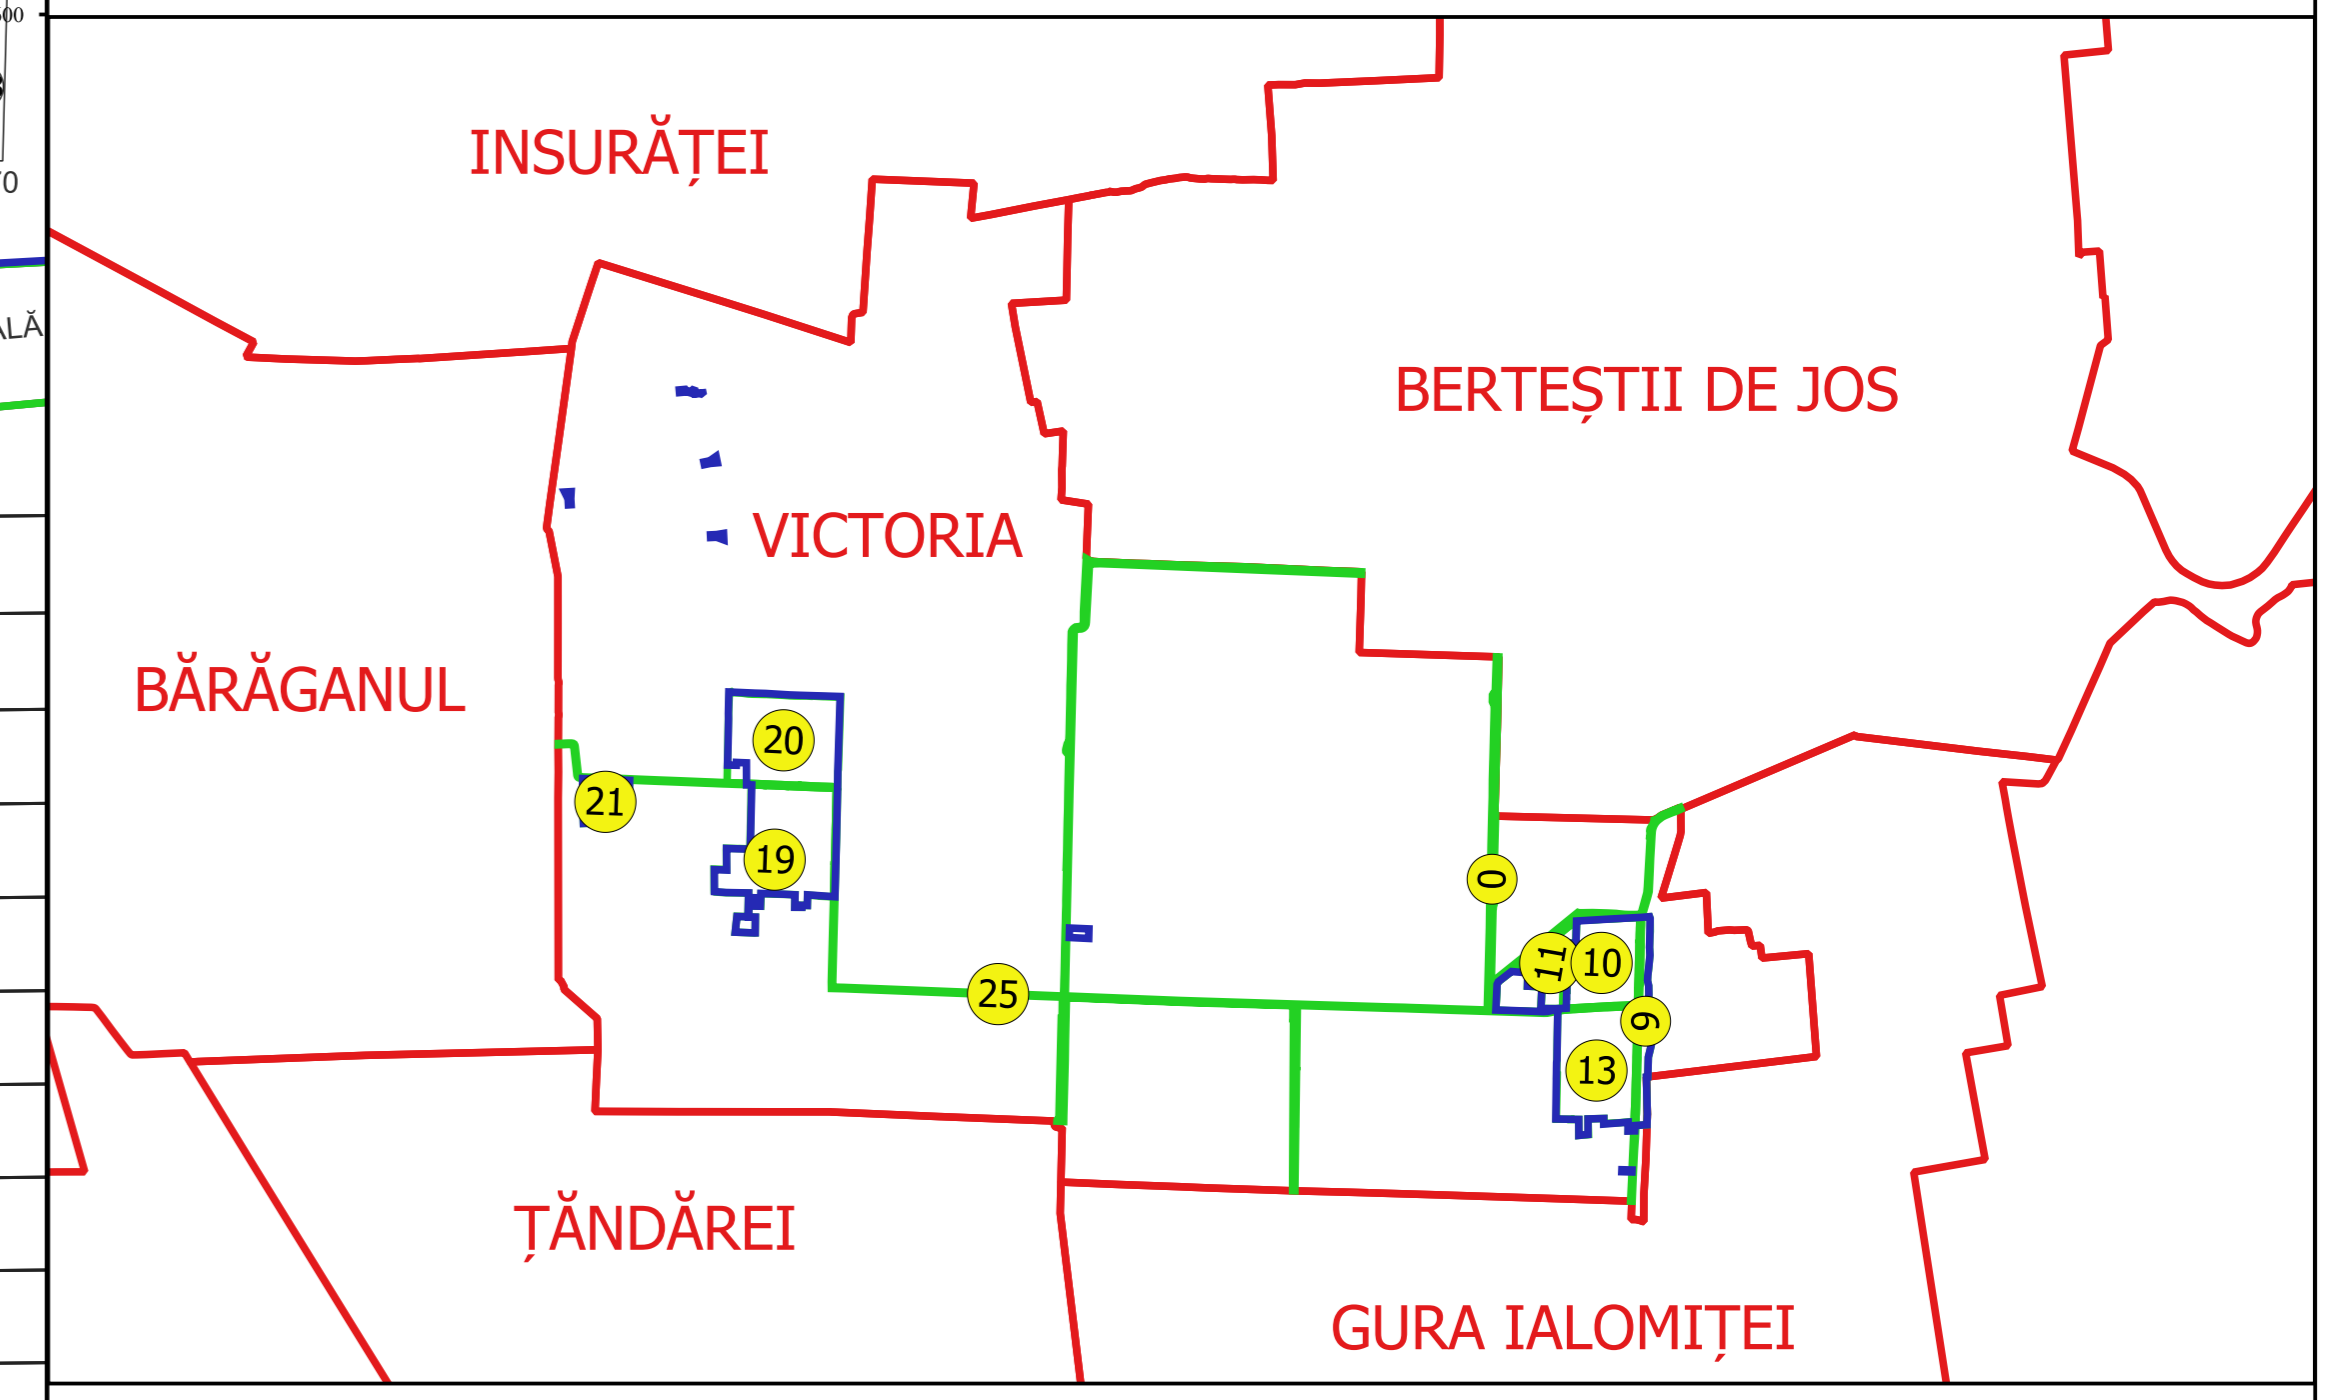 INSURĂȚEI
BERTEȘTII DE JOS
VICTORIA
BĂRĂGANUL
20
21
19
0
11
10
25
9
13
ȚĂNDĂREI
GURA IALOMIȚEI